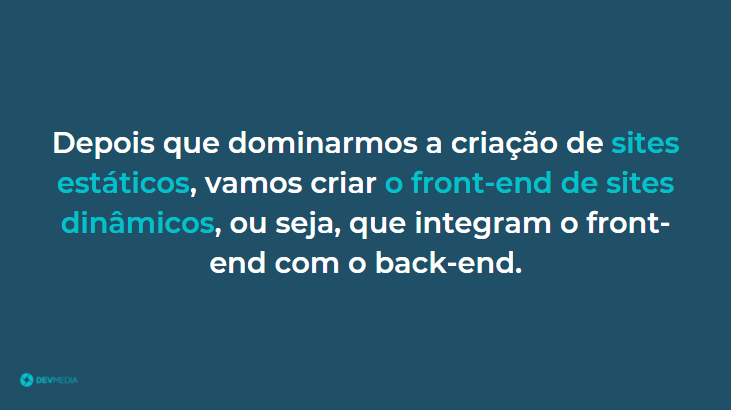 Depois que dominarmos a criação de sites
estáticos, vamos criar o front-end de sites
dinâmicos, ou seja, que integram o front-
end com o back-end.
DEVMEDIA